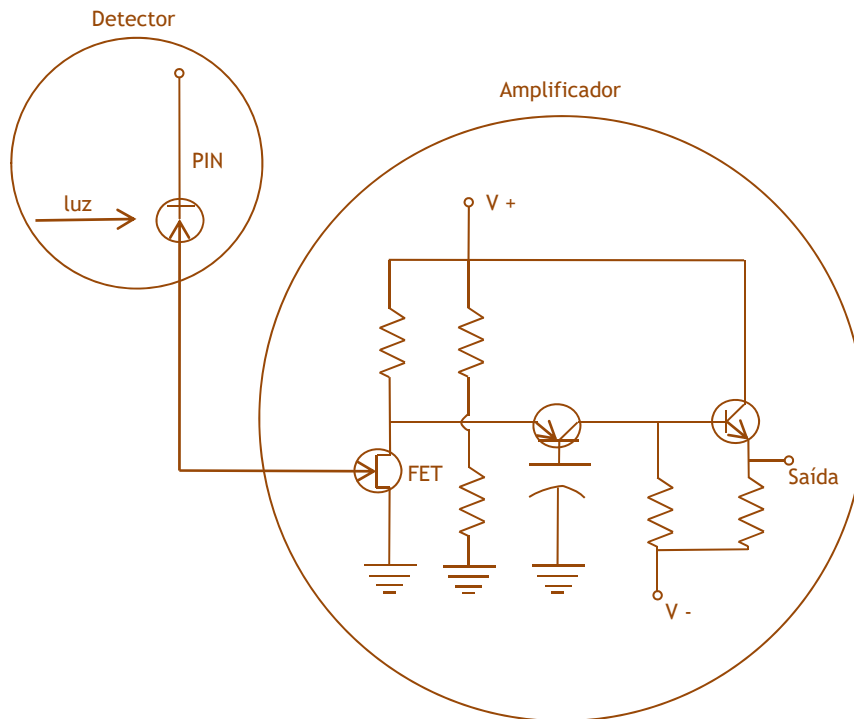 Detector
Amplificador
PIN
luz
V +
FET
Saída
V -